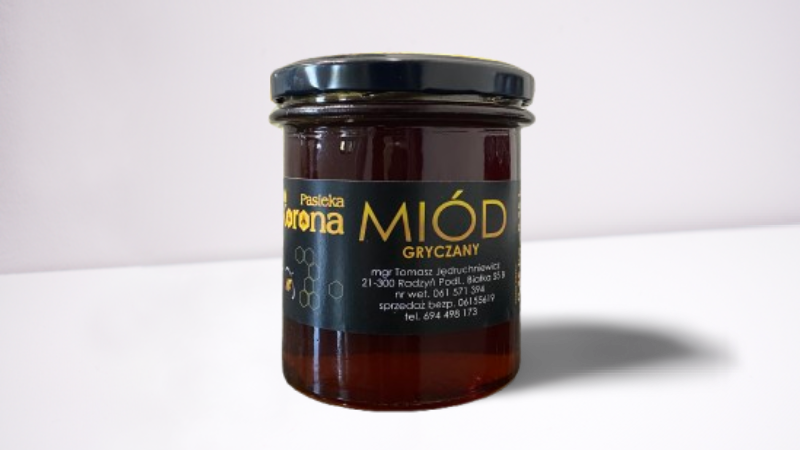 Pasieka
Korona
MIÓD
GRYCZANY
mgr Tomasz Jędruchniewicz
21-300 Radzyń Podl., Białka 35 B
nr wet. 061 571 394
sprzedaż bezp. 06155619
tel. 694 498 173